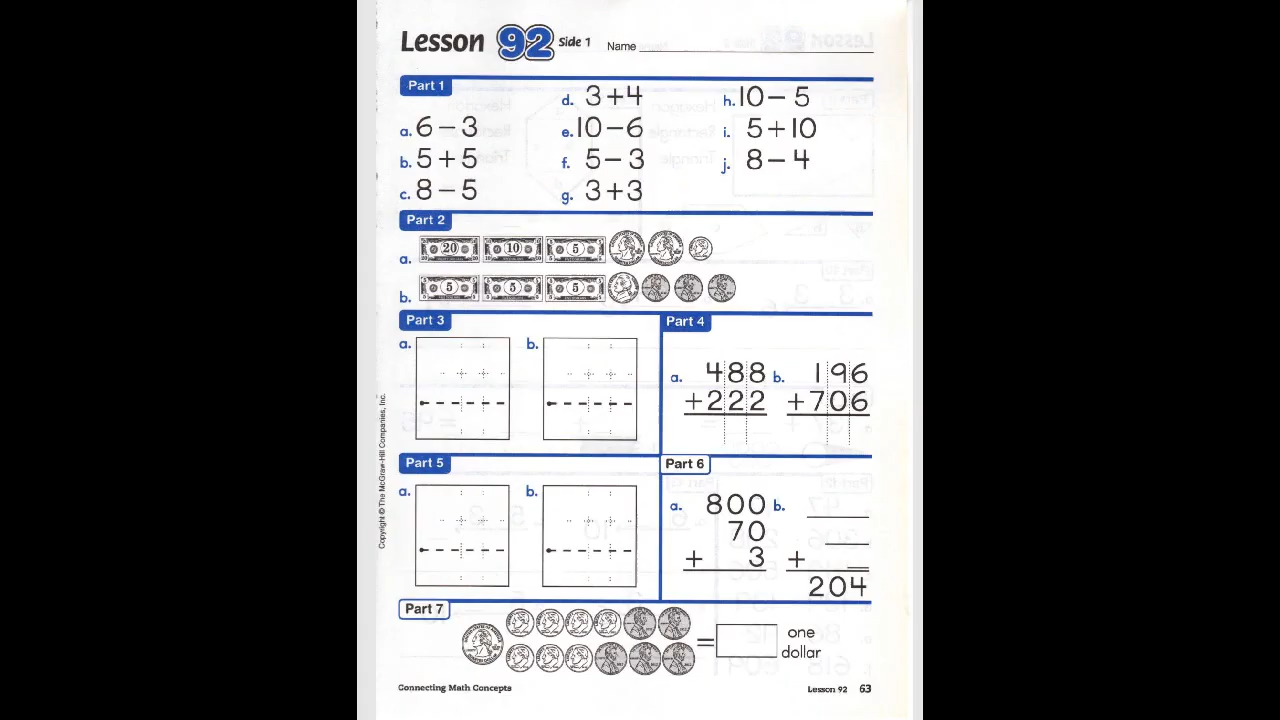 Lesson 92 Side 1 Name
Part 1
a. 6 – 3
b. 5 + 5
c. 8 – 5
d. 3 + 4
e. 10 – 6
f. 5 – 3
g. 3 + 3
h. 10 – 5
i. 5 + 10
j. 8 – 4
Part 2
a. 20 10 5
b. 5 5 5
Part 3
a. b.
Part 4
a. 488 b. 196
+222 +706
Part 5
a. b.
Part 6
a. 800 b.
70
+ 3 +
204
Part 7
= one
dollar
Copyright © The McGraw-Hill Companies, Inc.
Connecting Math Concepts Lesson 92 63